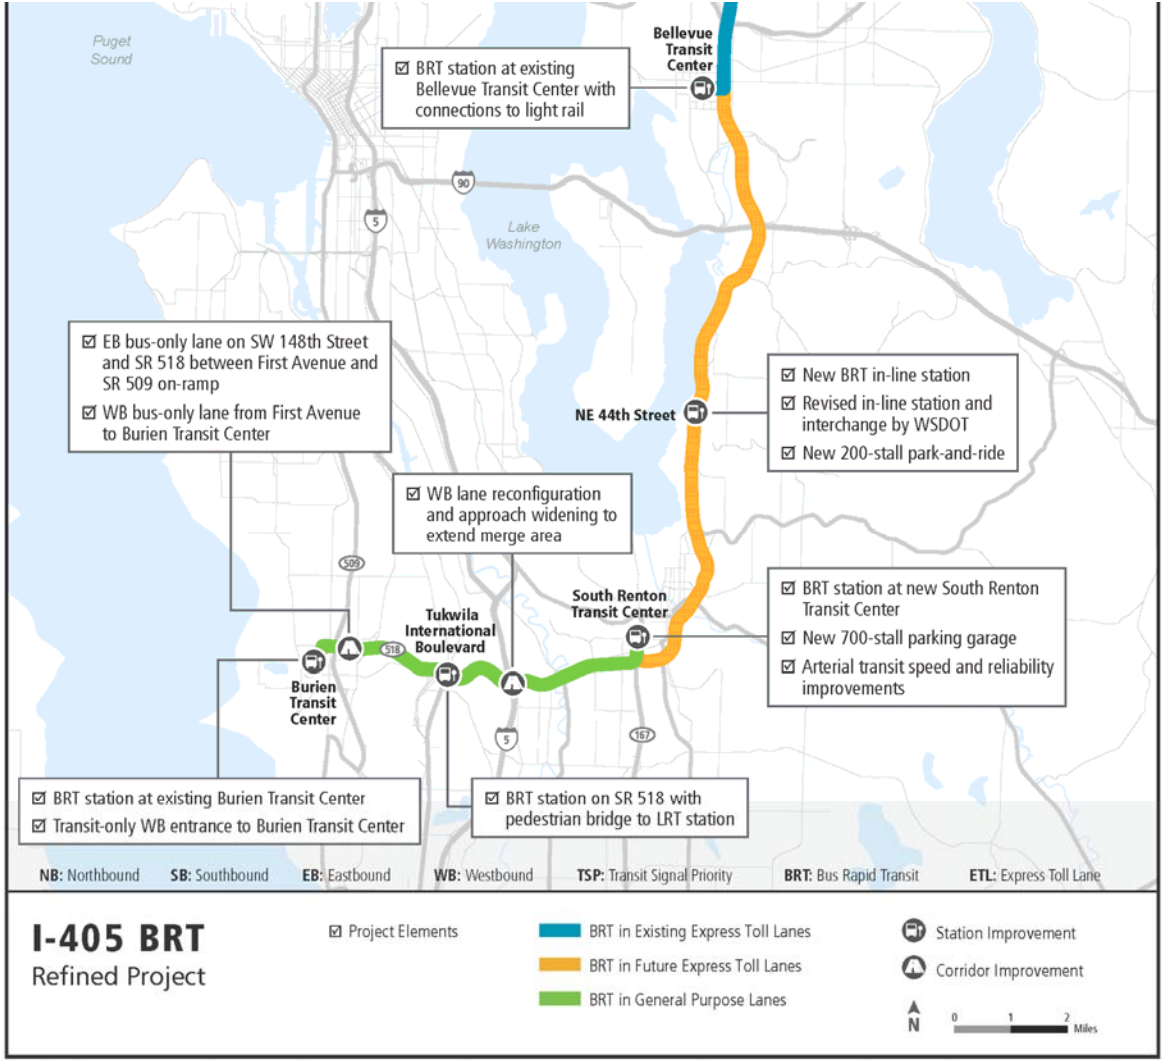 Puget
Sound
Bellevue
Transit
Center
☑ BRT station at existing
Bellevue Transit Center with
connections to light rail
90
5
Lake
Washington
☑ EB bus-only lane on SW 148th Street
and SR 518 between First Avenue and
SR 509 on-ramp
☑ WB bus-only lane from First Avenue
to Burien Transit Center
NE 44th Street
☑ New BRT in-line station
☑ Revised in-line station and
interchange by WSDOT
☑ New 200-stall park-and-ride
☑ WB lane reconfiguration
and approach widening to
extend merge area
509
South Renton
Transit Center
☑ BRT station at new South Renton
Transit Center
☑ New 700-stall parking garage
☑ Arterial transit speed and reliability
improvements
Tukwila
International
Boulevard
518
Burien
Transit
Center
5
167
☑ BRT station at existing Burien Transit Center
☑ Transit-only WB entrance to Burien Transit Center
☑ BRT station on SR 518 with
pedestrian bridge to LRT station
NB: Northbound SB: Southbound EB: Eastbound WB: Westbound TSP: Transit Signal Priority BRT: Bus Rapid Transit ETL: Express Toll Lane
I-405 BRT
Refined Project
☑ Project Elements
BRT in Existing Express Toll Lanes
BRT in Future Express Toll Lanes
BRT in General Purpose Lanes
Station Improvement
Corridor Improvement
N
0 1 2
Miles